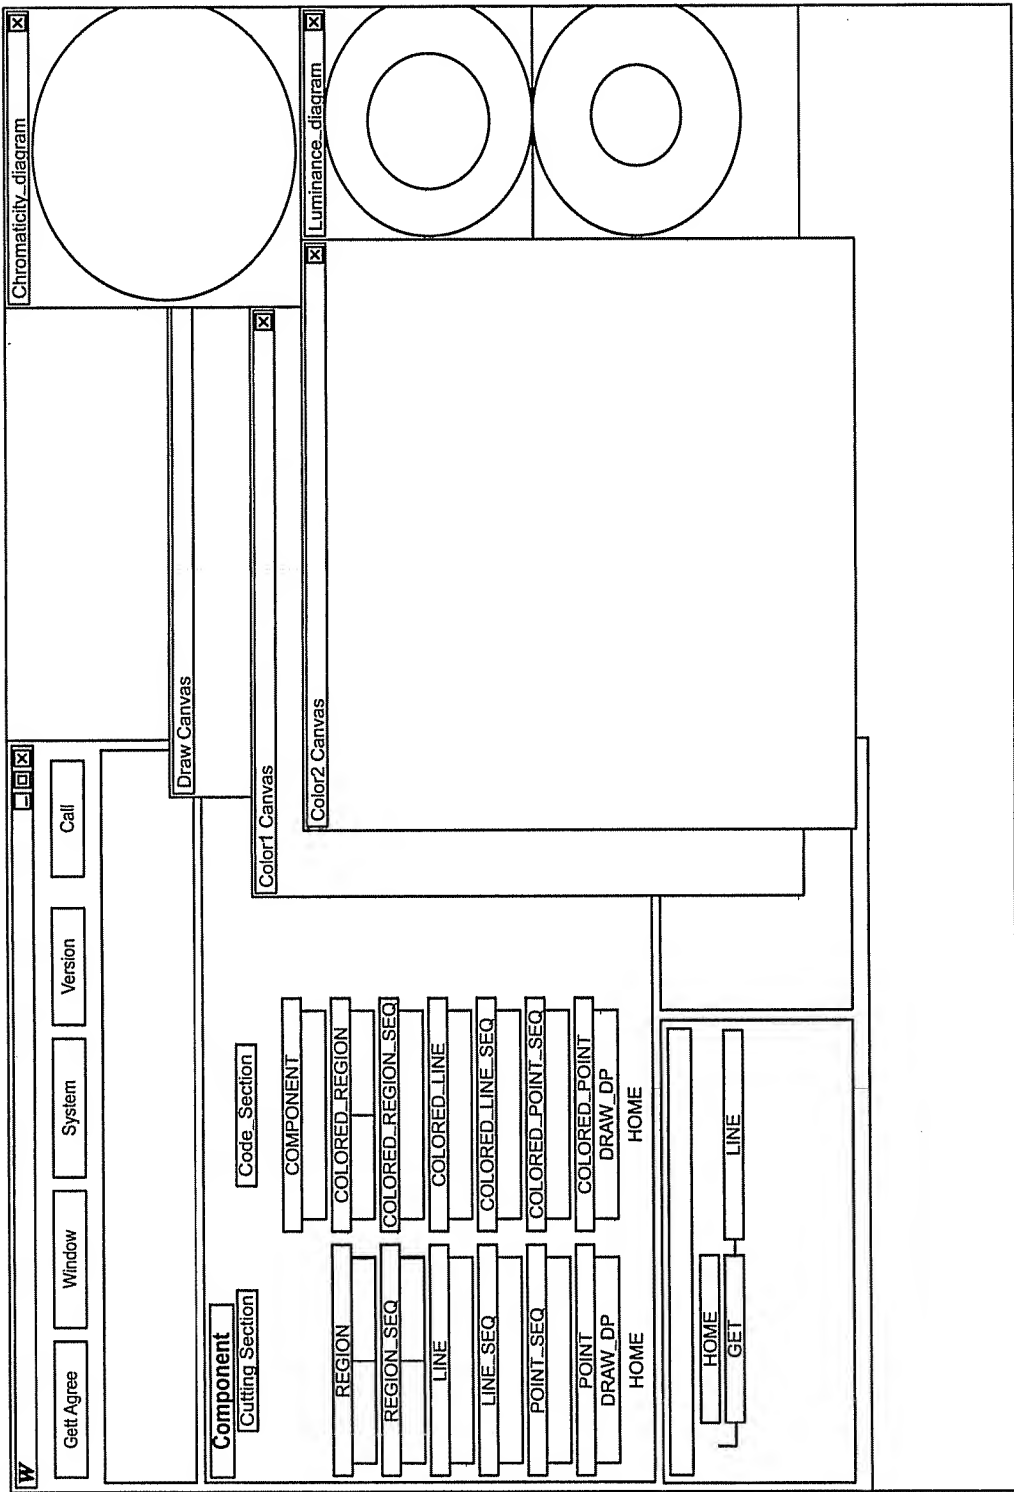 W
Gett Agree
Window
System
Version
Call
Component
Cutting Section
Code_Section
COMPONENT
REGION
COLORED_REGION
REGION_SEQ
COLORED_REGION_SEQ
LINE
COLORED_LINE
LINE_SEQ
COLORED_LINE_SEQ
POINT_SEQ
COLORED_POINT_SEQ
POINT
COLORED_POINT
DRAW_DP
DRAW_DP
HOME
HOME
HOME
GET
LINE
Draw Canvas
Color1 Canvas
Color2 Canvas
Chromaticity_diagram
Luminance_diagram